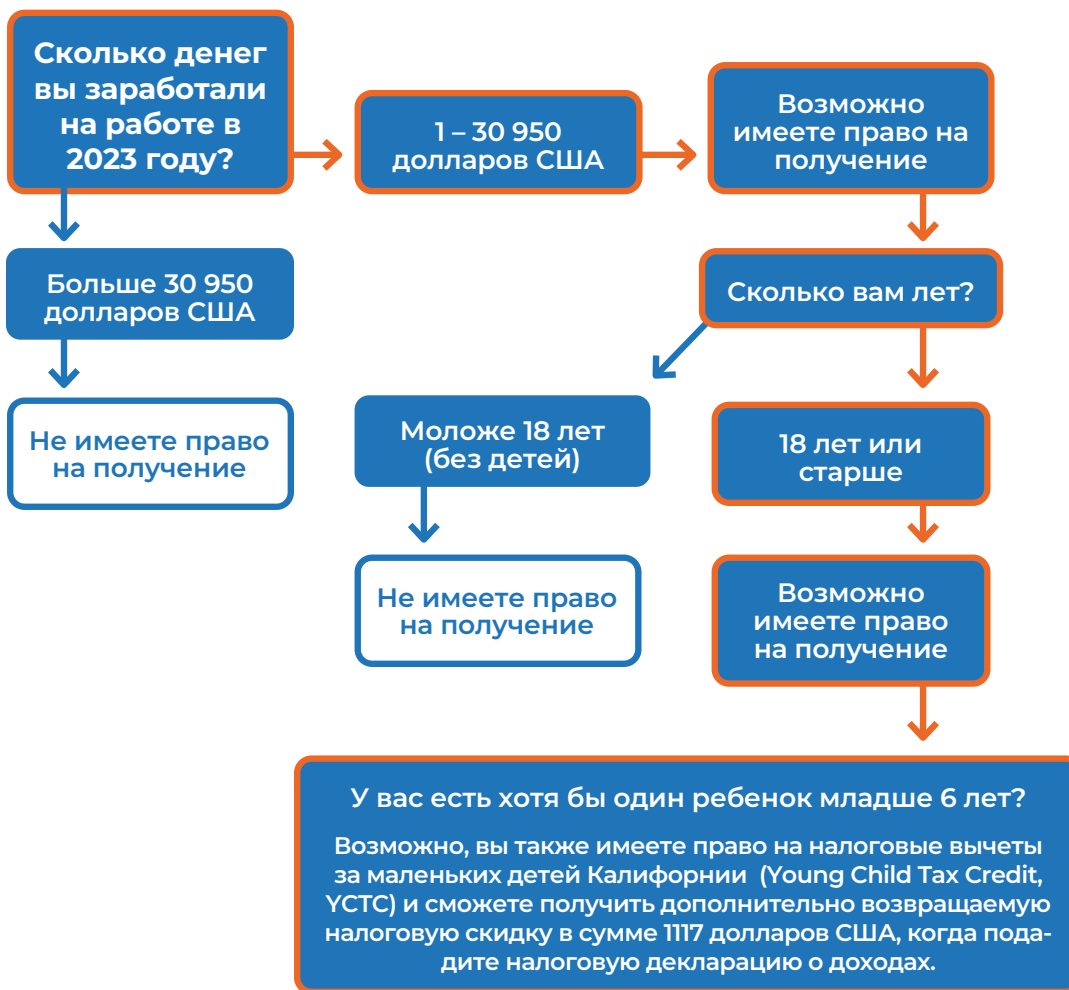 Сколько денег
вы заработали
на работе в
2023 году?
1 – 30 950
долларов США
Возможно
имеете право на
получение
Больше 30 950
долларов США
Не имеете право
на получение
Сколько вам лет?
Моложе 18 лет
(без детей)
Не имеете право
на получение
18 лет или
старше
Возможно
имеете право
на получение
У вас есть хотя бы один ребенок младше 6 лет?
Возможно, вы также имеете право на налоговые вычеты
за маленьких детей Калифорнии (Young Child Tax Credit,
YCTC) и сможете получить дополнительно возвращаемую
налоговую скидку в сумме 1117 долларов США, когда пода-
дите налоговую декларацию о доходах.